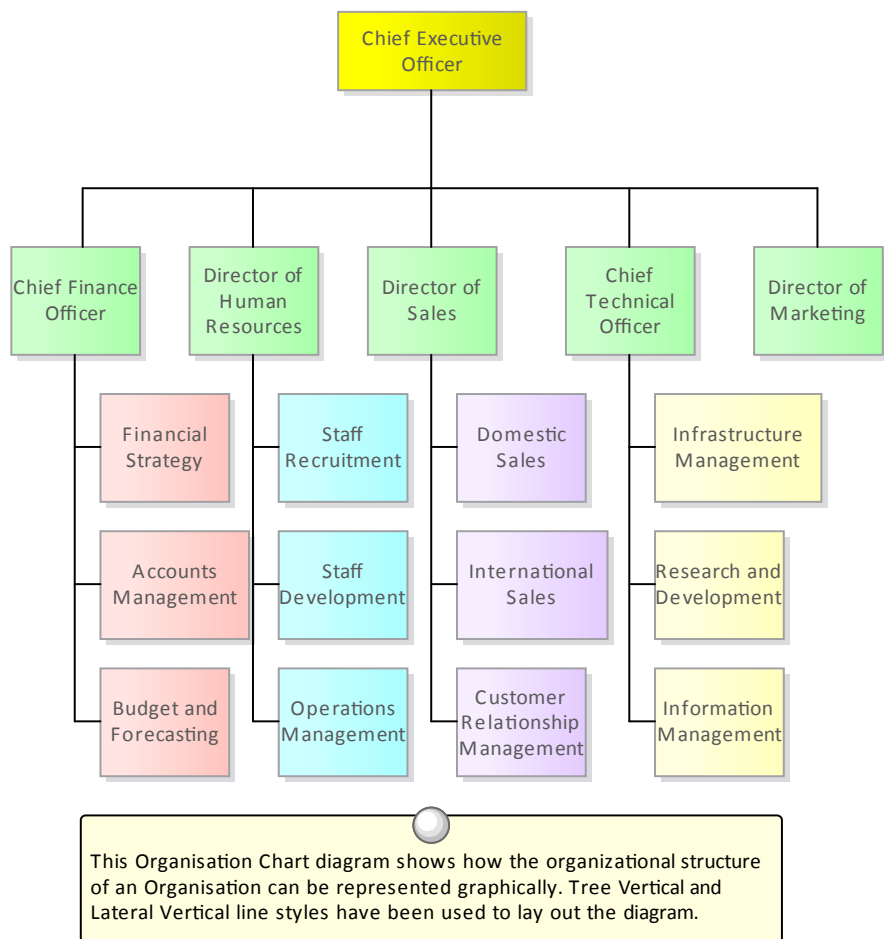 Chief Executive
Officer
Chief Finance
Officer
Director of
Human
Resources
Director of
Sales
Chief
Technical
Officer
Director of
Marketing
Financial
Strategy
Staff
Recruitment
Domestic
Sales
Infrastructure
Management
Accounts
Management
Staff
Development
International
Sales
Research and
Development
Budget and
Forecasting
Operations
Management
Customer
Relationship
Management
Information
Management
This Organisation Chart diagram shows how the organizational structure
of an Organisation can be represented graphically. Tree Vertical and
Lateral Vertical line styles have been used to lay out the diagram.